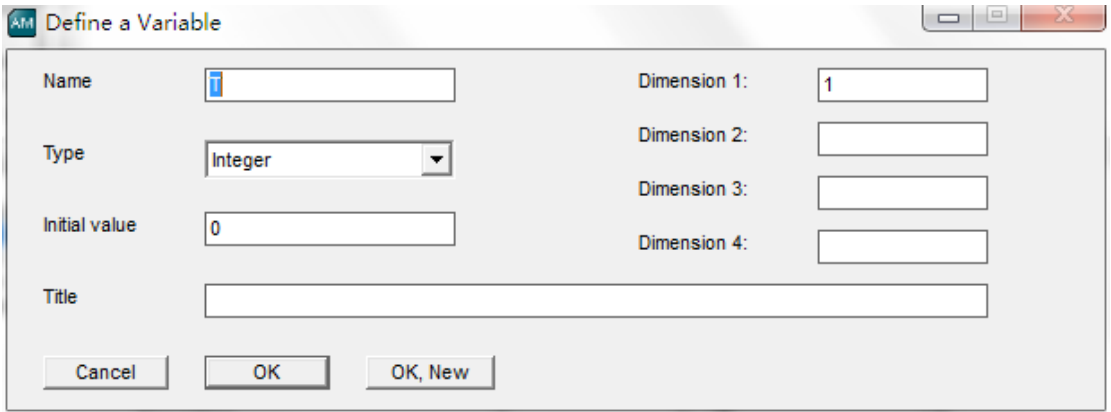 AM Define a Variable
Name T Dimension 1: 1
Dimension 2:
Type Integer
Dimension 3:
Initial value 0
Dimension 4:
Title
Cancel OK OK, New